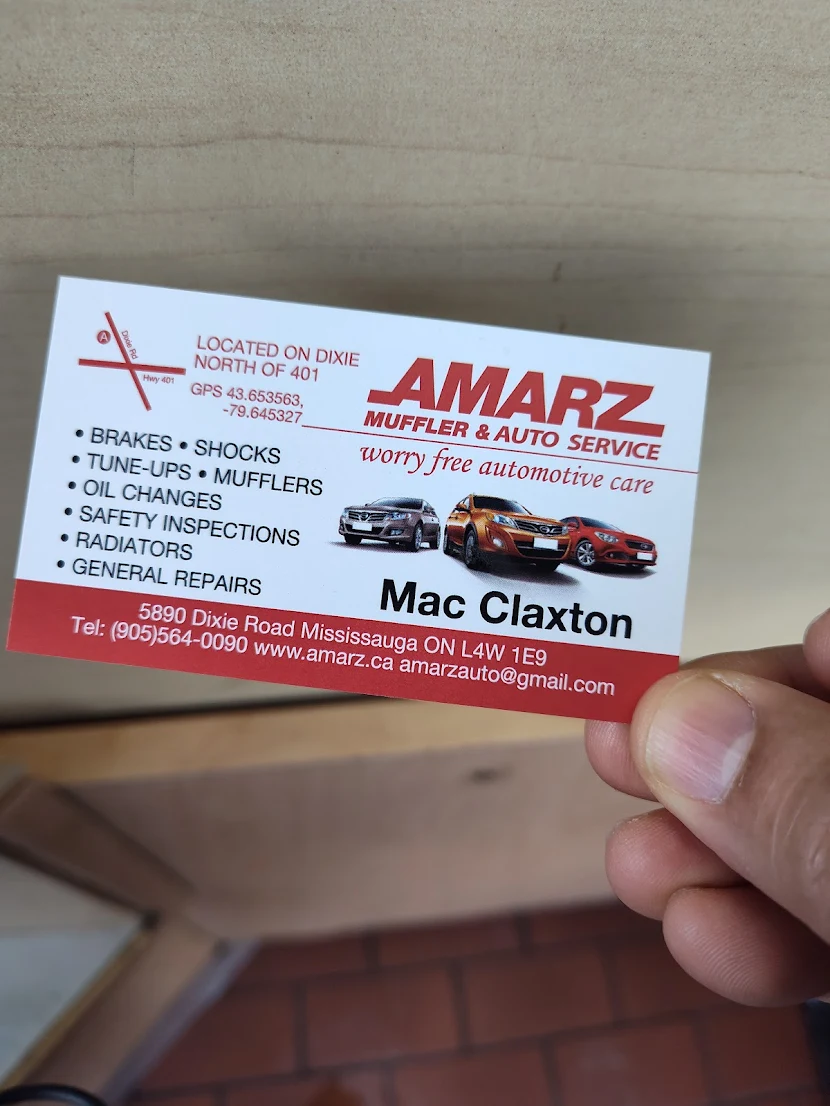 A
Dixie Rd
Hwy 401
LOCATED ON DIXIE
NORTH OF 401
GPS 43.653563,
-79.645327
AMARZ
MUFFLER & AUTO SERVICE
worry free automotive care
• BRAKES • SHOCKS
• TUNE-UPS • MUFFLERS
• OIL CHANGES
• SAFETY INSPECTIONS
• RADIATORS
• GENERAL REPAIRS
Mac Claxton
5890 Dixie Road Mississauga ON L4W 1E9
Tel: (905)564-0090 www.amarz.ca amarzauto@gmail.com